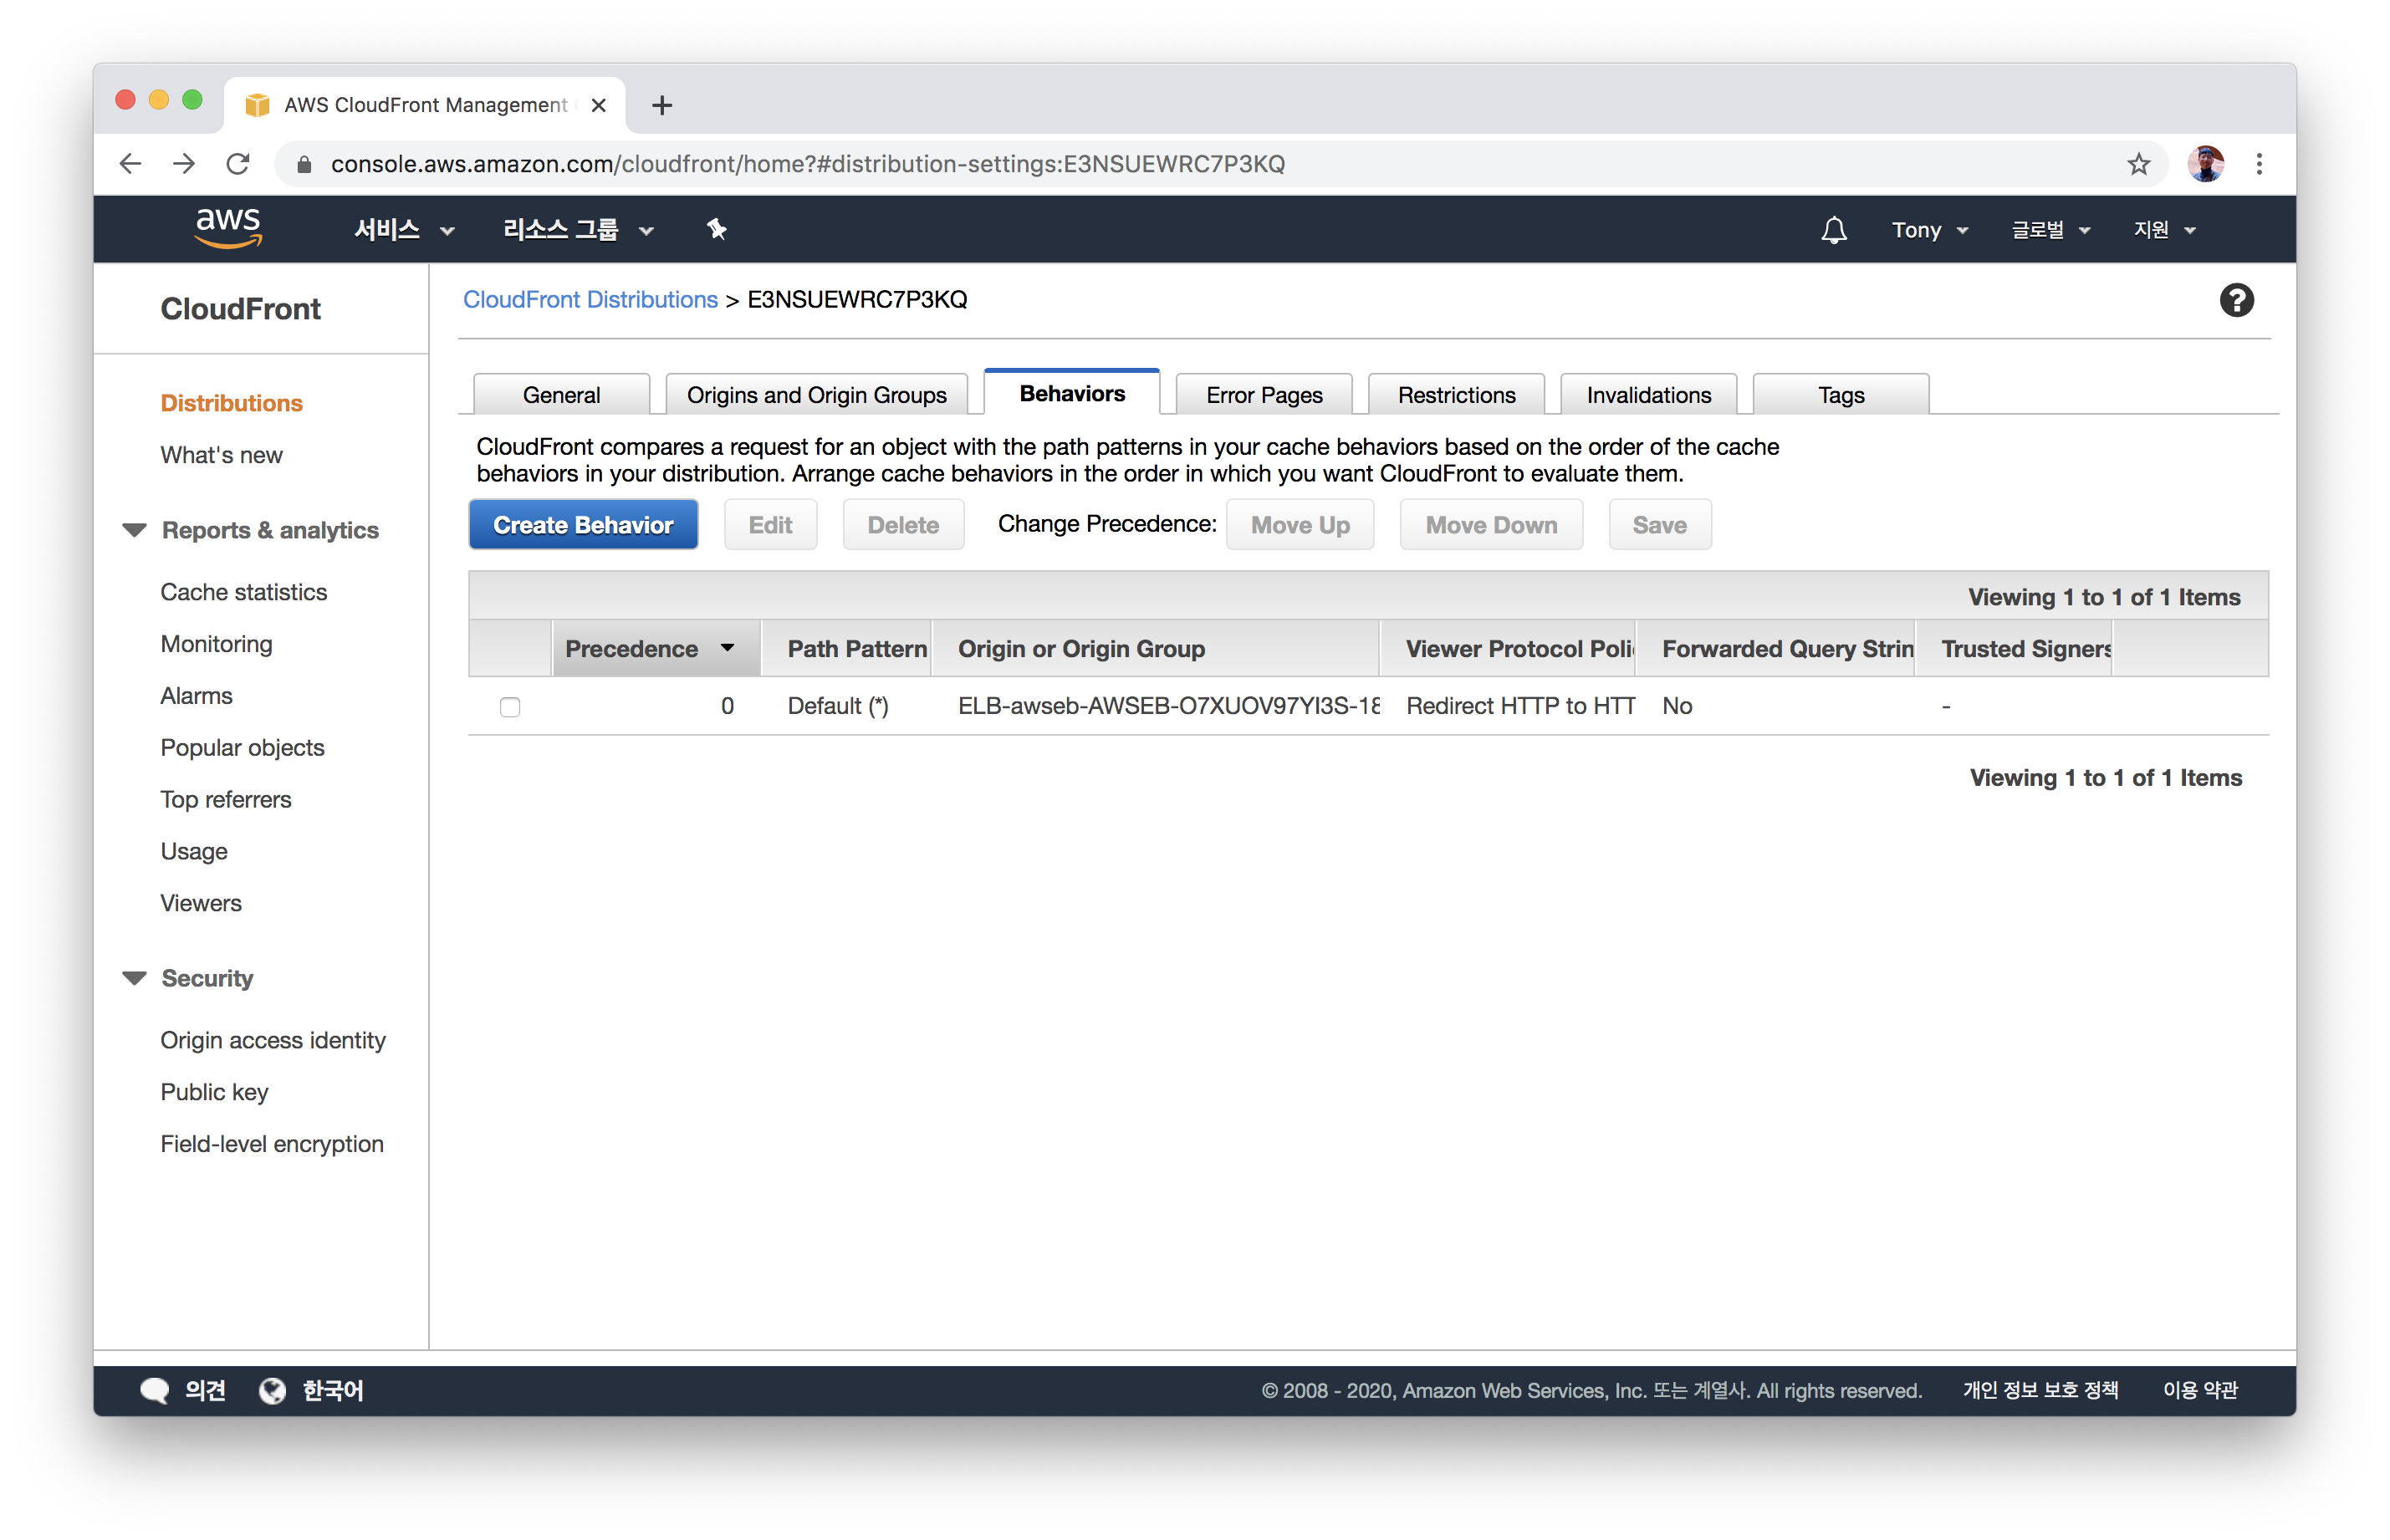 AWS CloudFront Management
console.aws.amazon.com/cloudfront/home?#distribution-settings:E3NSUEWRC7P3KQ
aws 서비스 리소스 그룹 Tony 글로벌 지원
CloudFront
Distributions
What's new
Reports & analytics
Cache statistics
Monitoring
Alarms
Popular objects
Top referrers
Usage
Viewers
Security
Origin access identity
Public key
Field-level encryption
CloudFront Distributions > E3NSUEWRC7P3KQ
General Origins and Origin Groups Behaviors Error Pages Restrictions Invalidations Tags
CloudFront compares a request for an object with the path patterns in your cache behaviors based on the order of the cache
behaviors in your distribution. Arrange cache behaviors in the order in which you want CloudFront to evaluate them.
Create Behavior Edit Delete Change Precedence: Move Up Move Down Save
Viewing 1 to 1 of 1 Items
Precedence Path Pattern Origin or Origin Group Viewer Protocol Poli Forwarded Query Strin Trusted Signers
0 Default (*) ELB-awseb-AWSEB-O7XUOV97YI3S-18 Redirect HTTP to HTT No -
Viewing 1 to 1 of 1 Items
의견 한국어 © 2008 - 2020, Amazon Web Services, Inc. 또는 계열사. All rights reserved. 개인 정보 보호 정책 이용 약관